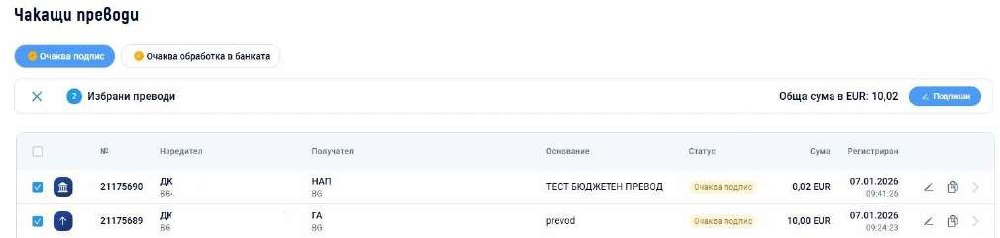 Чакащи преводи
Очаква подпис Очаква обработка в банката
2 Избрани преводи Обща сума в EUR: 10,02 Подпиши
№ Наредител Получател Основание Статус Сума Регистриран
21175690 ДК НАП ТЕСТ БЮДЖЕТЕН ПРЕВОД Очаква подпис 0,02 EUR 07.01.2026
BG BG 09:41:26
21175689 ДК ГА prevod Очаква подпис 10,00 EUR 07.01.2026
BG BG 09:24:23